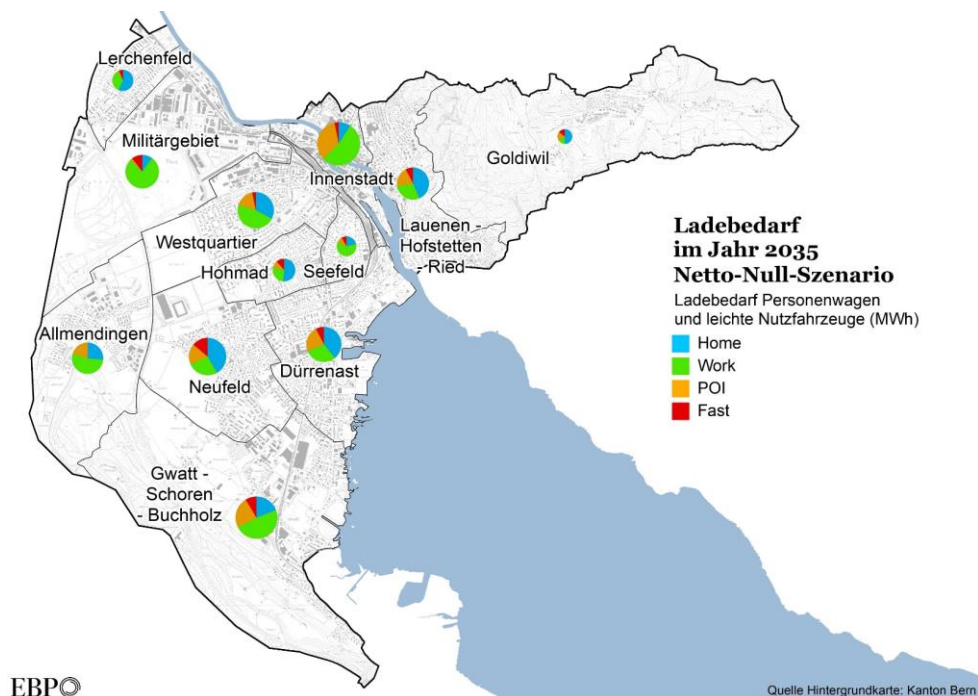 Lerchenfeld
Militärgebiet
Innenstadt
Goldiwil
Westquartier
Lauenen -
Hofstetten
- Ried
Hohmad
Seefeld
Allmendingen
Neufeld
Dürrenast
Gwatt -
Schoren
- Buchholz
Ladebedarf
im Jahr 2035
Netto-Null-Szenario
Ladebedarf Personenwagen
und leichte Nutzfahrzeuge (MWh)
Home
Work
POI
Fast
EBP
Quelle Hintergrundkarte: Kanton Bern